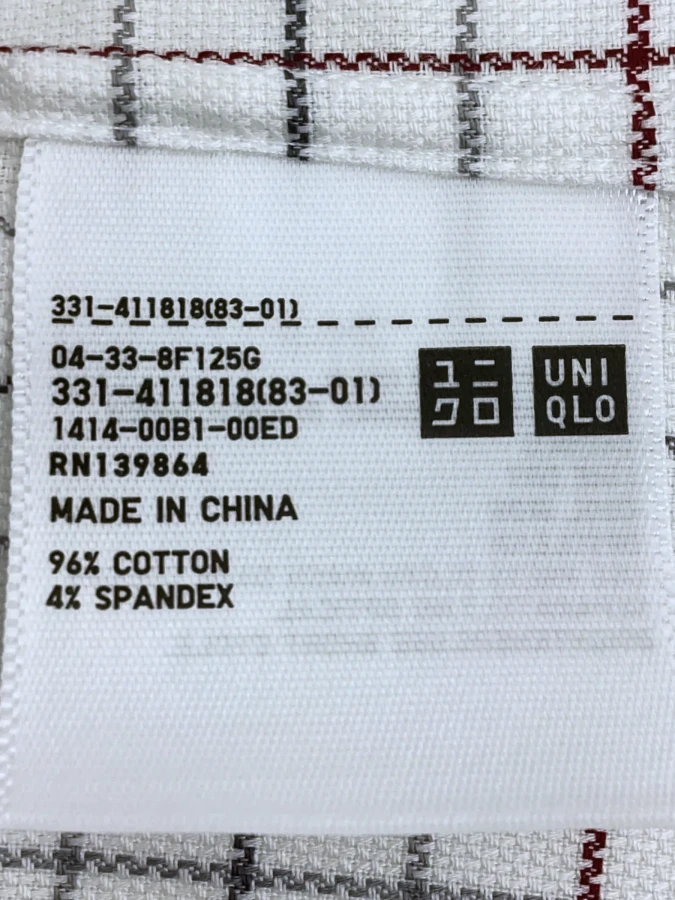 331-411818(83-01)
04-33-8F125G
331-411818(83-01)
1414-00B1-00ED
RN139864
MADE IN CHINA
96% COTTON
4% SPANDEX
ユニ
クロ
UNI
QLO